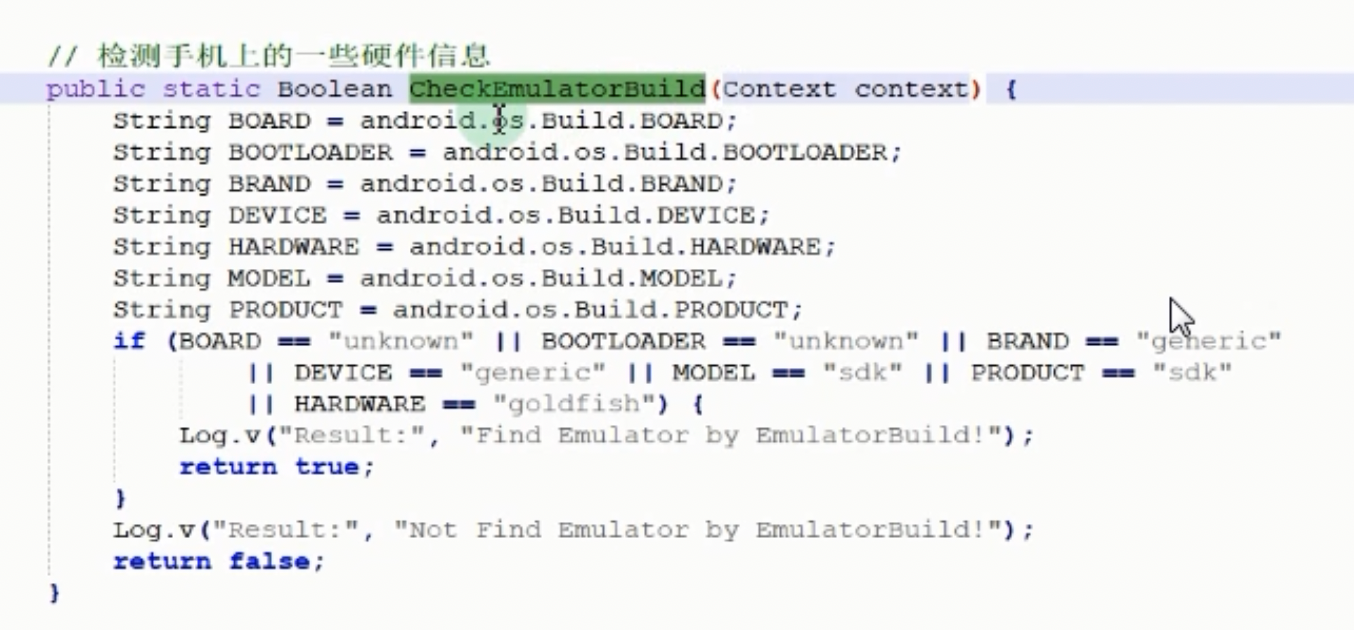 // 检测手机上的一些硬件信息
public static Boolean CheckEmulatorBuild(Context context) {
String BOARD = android.os.Build.BOARD;
String BOOTLOADER = android.os.Build.BOOTLOADER;
String BRAND = android.os.Build.BRAND;
String DEVICE = android.os.Build.DEVICE;
String HARDWARE = android.os.Build.HARDWARE;
String MODEL = android.os.Build.MODEL;
String PRODUCT = android.os.Build.PRODUCT;
if (BOARD == "unknown" || BOOTLOADER == "unknown" || BRAND == "generic"
|| DEVICE == "generic" || MODEL == "sdk" || PRODUCT == "sdk"
|| HARDWARE == "goldfish") {
Log.v("Result:", "Find Emulator by EmulatorBuild!");
return true;
}
Log.v("Result:", "Not Find Emulator by EmulatorBuild!");
return false;
}